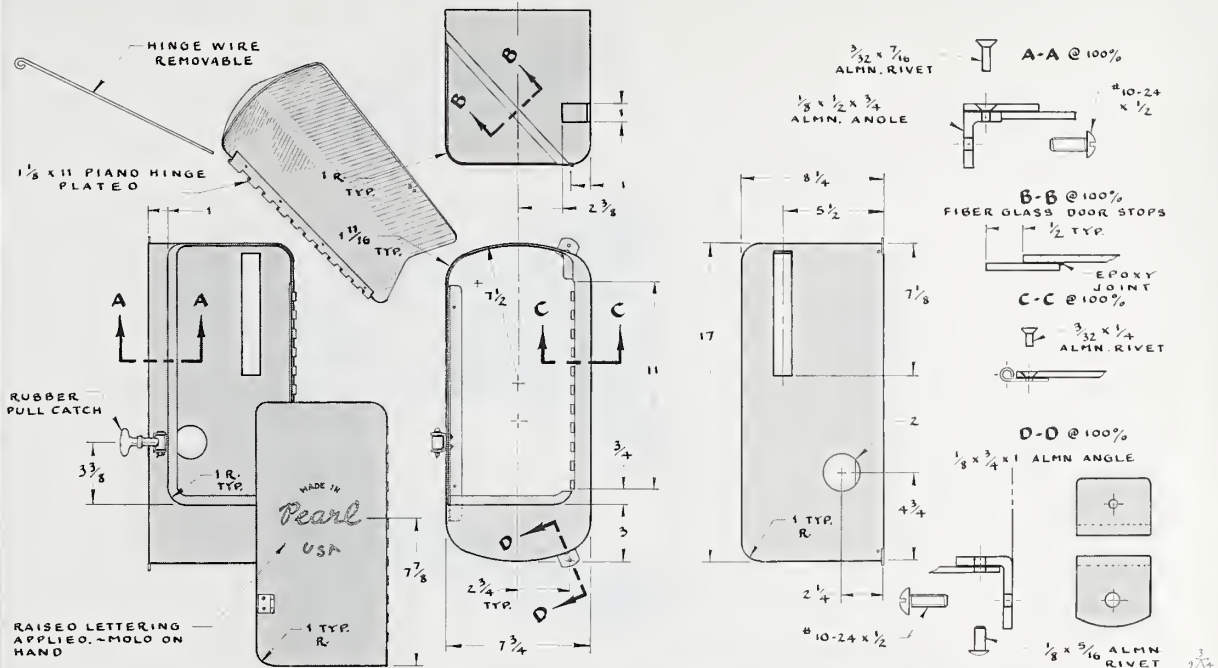 HINGE WIRE
REMOVABLE
1 1/8 x 11 PIANO HINGE
PLATED
B
B
1
1 R.
TYP.
1
2 3/8
1 11/16
TYP.
3/32 x 7/16
ALMN. RIVET
A-A @ 100%
1/8 x 1/2 x 3/4
ALMN. ANGLE
#10-24
x 1/2
B-B @ 100%
FIBER GLASS DOOR STOPS
1/2 TYP.
EPOXY
JOINT
C-C @ 100%
3/32 x 1/4
ALMN. RIVET
D-D @ 100%
1/8 x 3/4 x 1 ALMN ANGLE
#10-24 x 1/2
1/8 x 5/16 ALMN
RIVET
1
A
A
RUBBER
PULL CATCH
3 3/8
1 R.
TYP.
MADE IN
Pearl
USA
7 7/8
1 TYP.
R.
RAISED LETTERING
APPLIED. ~MOLD ON
HAND
7 1/2
C
C
11
3/4
3
D
D
2 3/4
TYP.
7 3/4
8 1/4
5 1/2
17
7 1/8
2
4 3/4
1 TYP.
R.
2 1/4